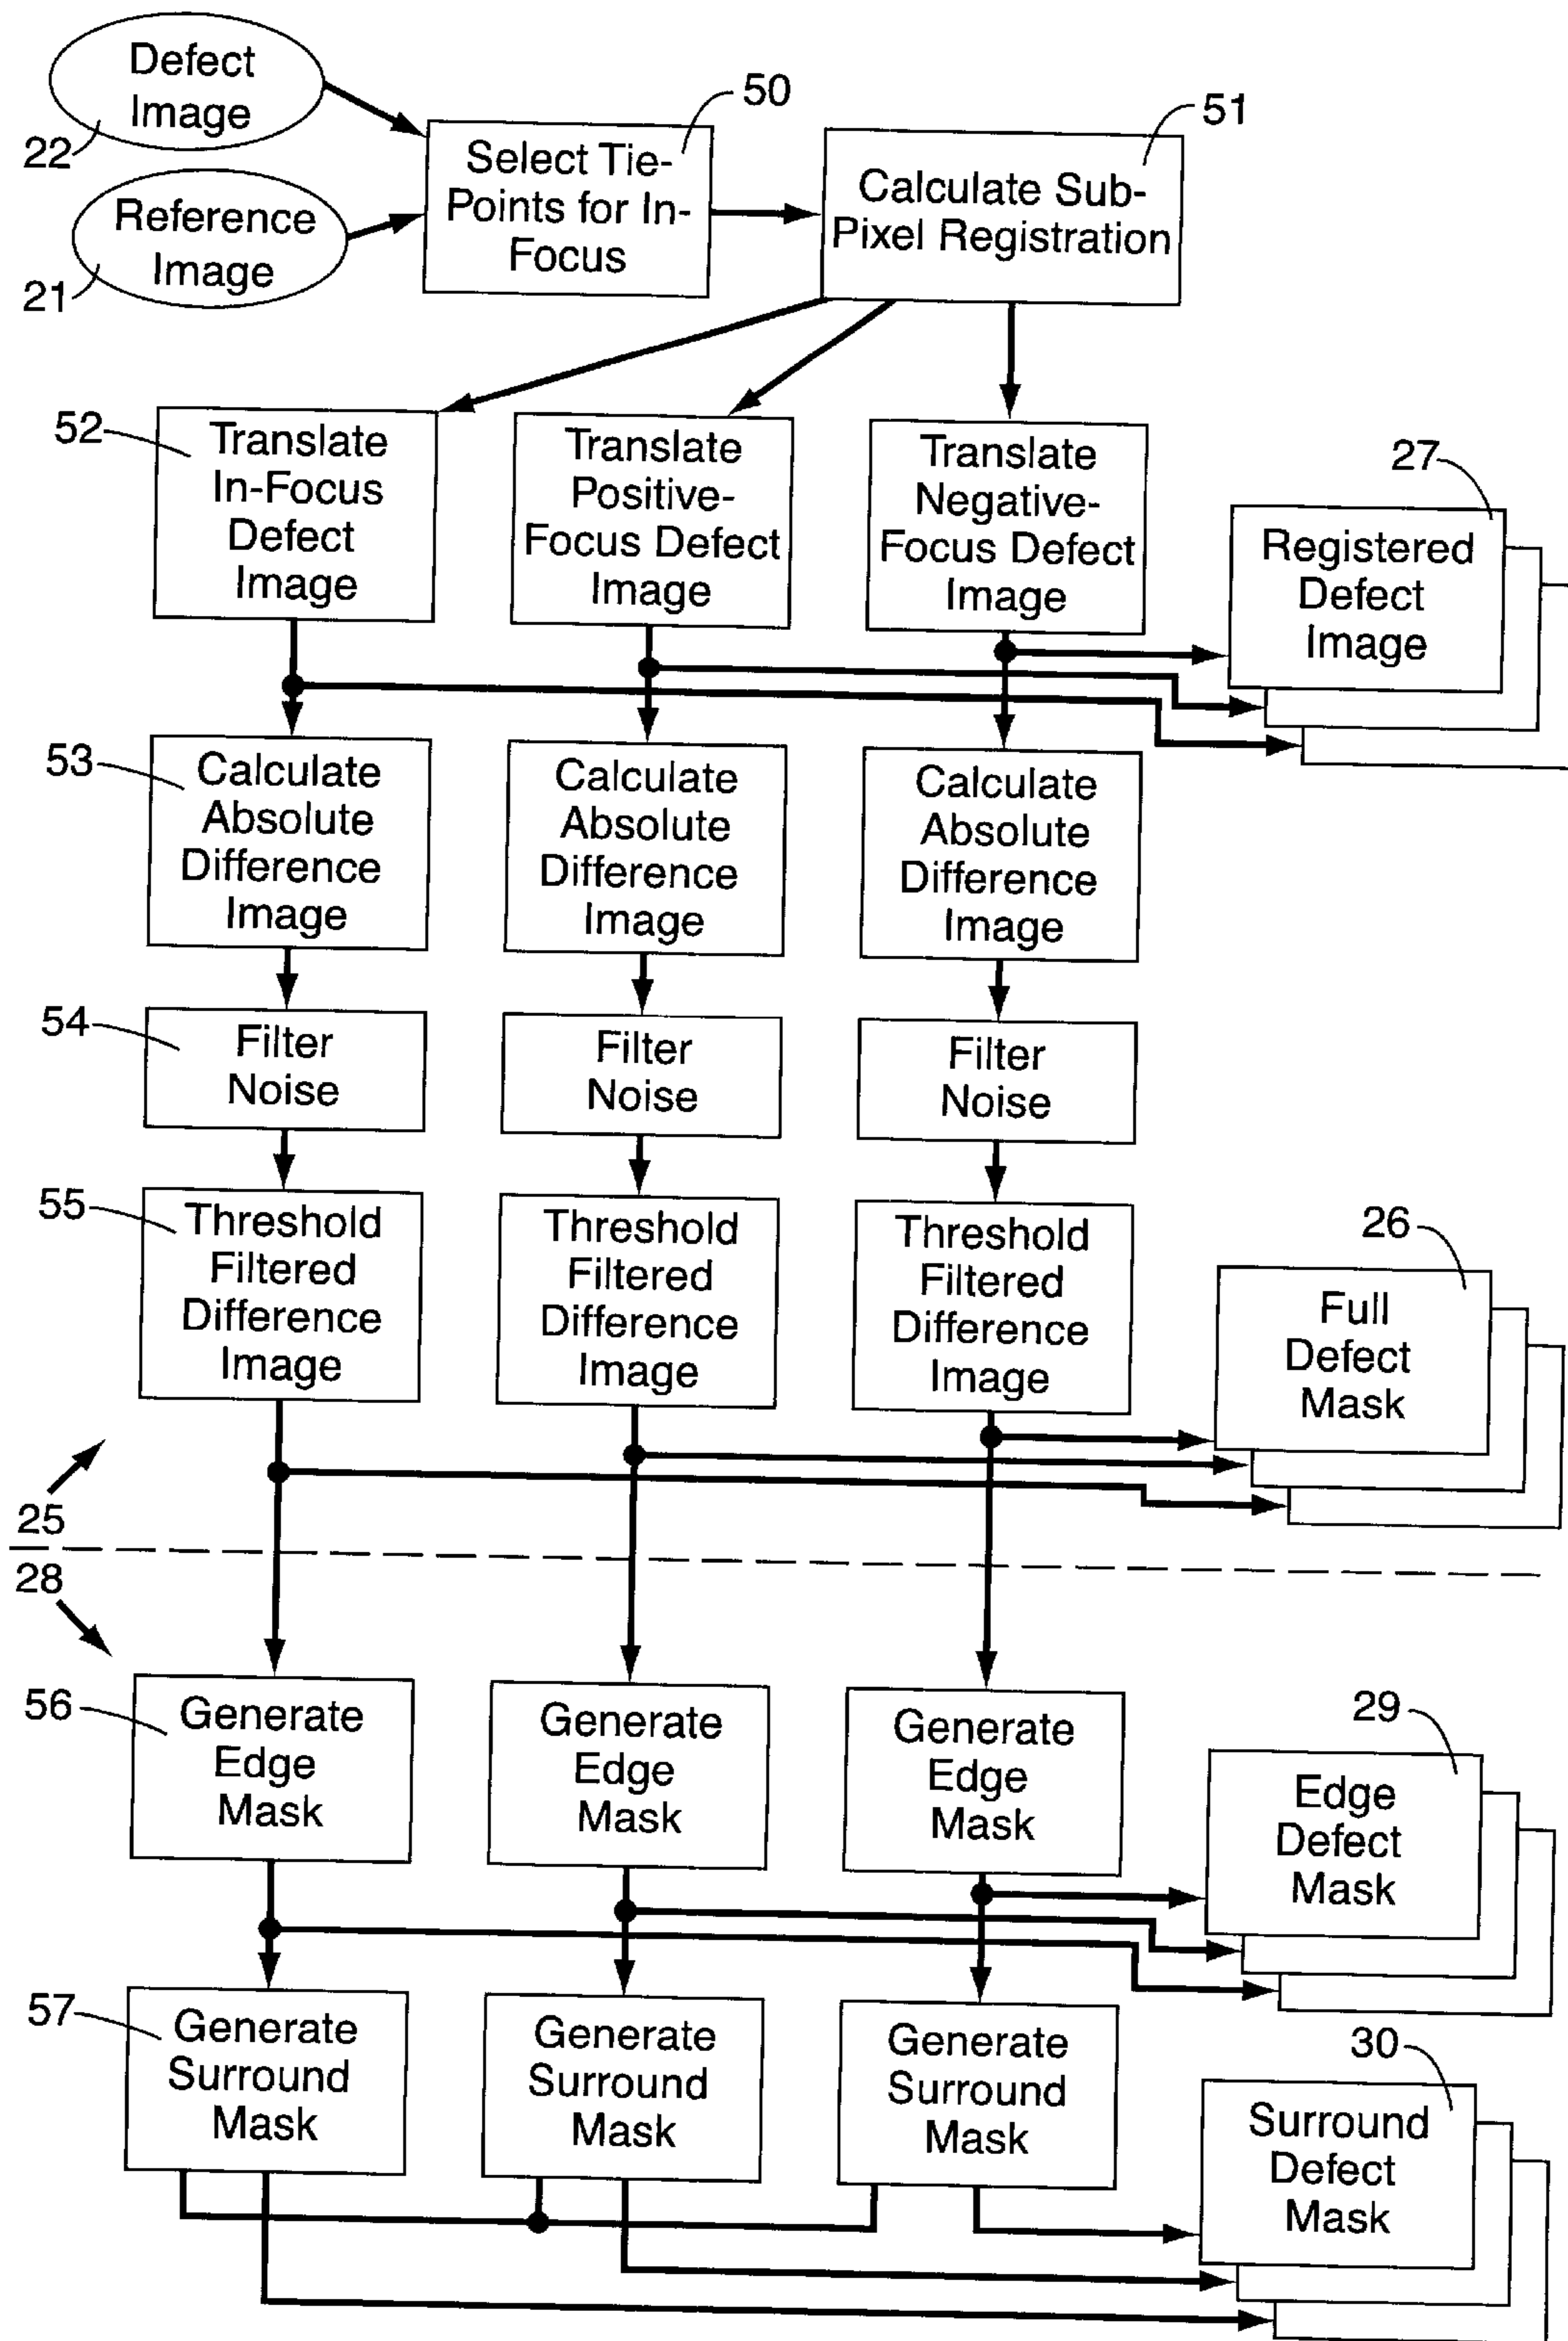 Defect
Image
22
Reference
Image
21
50
Select Tie-
Points for In-
Focus
51
Calculate Sub-
Pixel Registration
52
Translate
In-Focus
Defect
Image
Translate
Positive-
Focus Defect
Image
Translate
Negative-
Focus Defect
Image
27
Registered
Defect
Image
53
Calculate
Absolute
Difference
Image
Calculate
Absolute
Difference
Image
Calculate
Absolute
Difference
Image
54
Filter
Noise
Filter
Noise
Filter
Noise
55
Threshold
Filtered
Difference
Image
Threshold
Filtered
Difference
Image
Threshold
Filtered
Difference
Image
26
Full
Defect
Mask
25
28
56
Generate
Edge
Mask
Generate
Edge
Mask
Generate
Edge
Mask
29
Edge
Defect
Mask
57
Generate
Surround
Mask
Generate
Surround
Mask
Generate
Surround
Mask
30
Surround
Defect
Mask